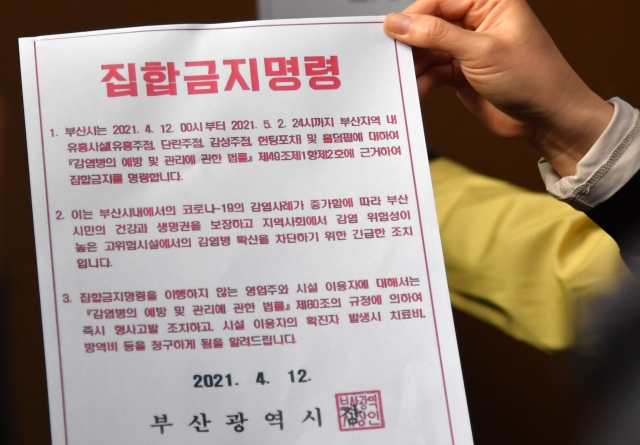 집합금지명령
1. 부산시는 2021. 4. 12. 00시부터 2021. 5. 2. 24시까지 부산지역 내
유흥시설(유흥주점, 단란주점, 감성주점, 헌팅포차) 및 홀덤펍에 대하여
『감염병의 예방 및 관리에 관한 법률』 제49조제1항제2호에 근거하여
집합금지를 명령합니다.
2. 이는 부산시내에서의 코로나-19의 감염사례가 증가함에 따라 부산
시민의 건강과 생명권을 보장하고 지역사회에서 감염 위험성이
높은 고위험시설에서의 감염병 확산을 차단하기 위한 긴급한 조치
입니다.
3. 집합금지명령을 이행하지 않는 영업주와 시설 이용자에 대해서는
『감염병의 예방 및 관리에 관한 법률』 제80조의 규정에 의하여
즉시 형사고발 조치하고, 시설 이용자의 확진자 발생시 치료비,
방역비 등을 청구하게 됨을 알려드립니다.
2021. 4. 12.
부산광역시장
부산광역
시장인